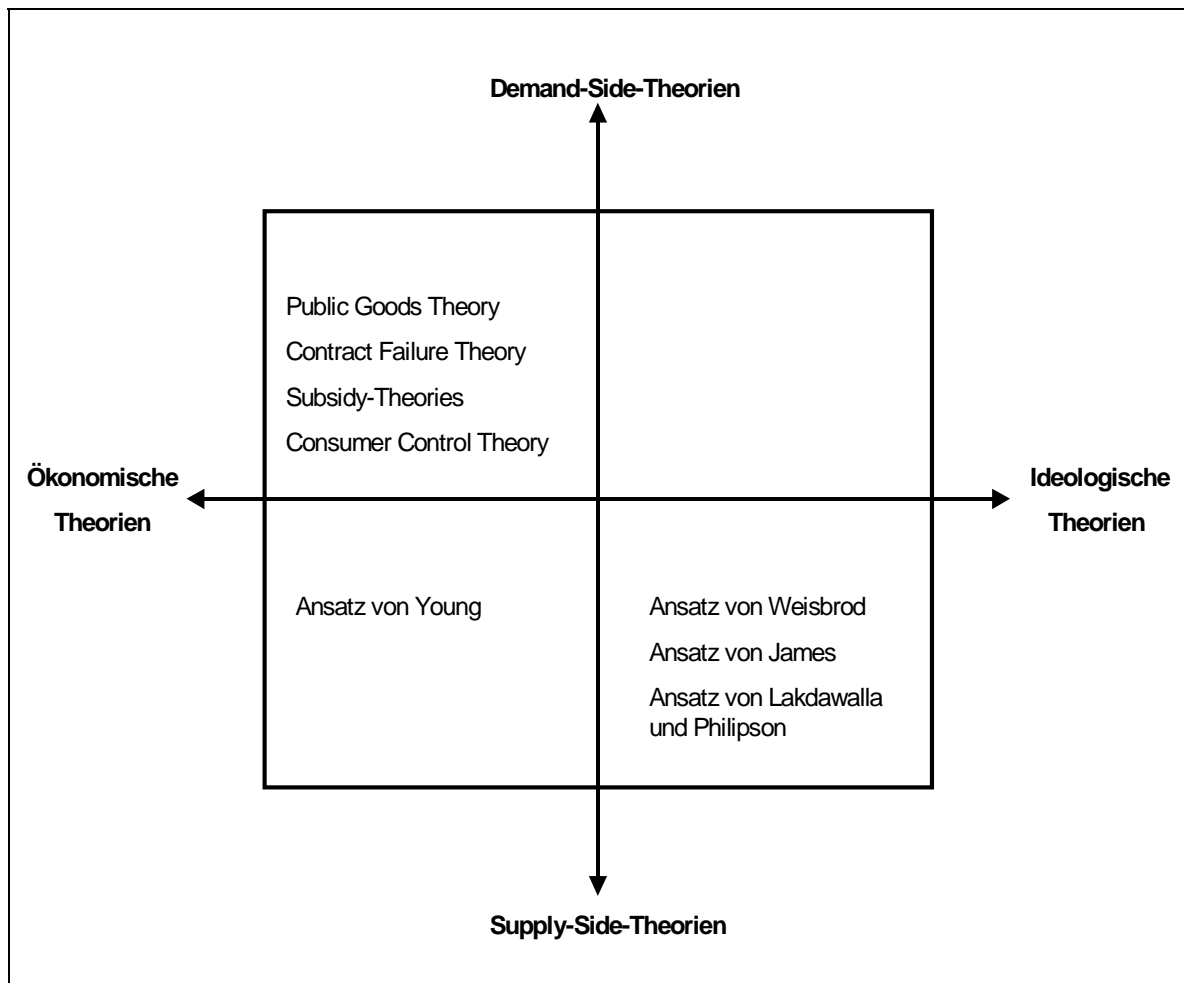 Demand-Side-Theorien
Public Goods Theory
Contract Failure Theory
Subsidy-Theories
Consumer Control Theory
Ökonomische
Theorien
Ideologische
Theorien
Ansatz von Young
Ansatz von Weisbrod
Ansatz von James
Ansatz von Lakdawalla
und Philipson
Supply-Side-Theorien